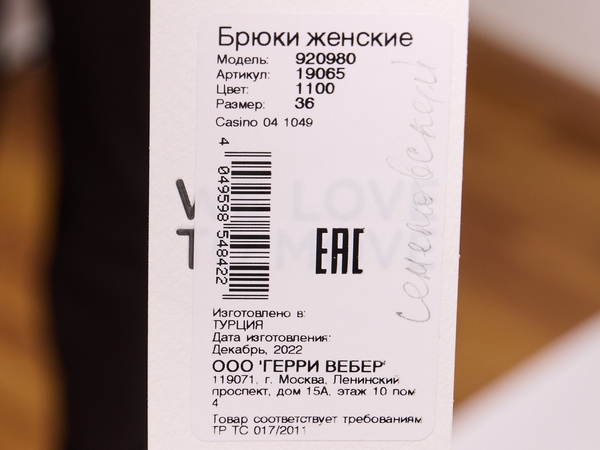 Брюки женские
Модель: 920980
Артикул: 19065
Цвет: 1100
Размер: 36
Casino 04 1049
4 049598 548422
LOV
EAC
Семеновский
Изготовлено в:
ТУРЦИЯ
Дата изготовления:
Декабрь, 2022
ООО "ГЕРРИ ВЕБЕР"
119071, г. Москва, Ленинский
проспект, дом 15А, этаж 10 пом
4
Товар соответствует требованиям
ТР ТС 017/2011